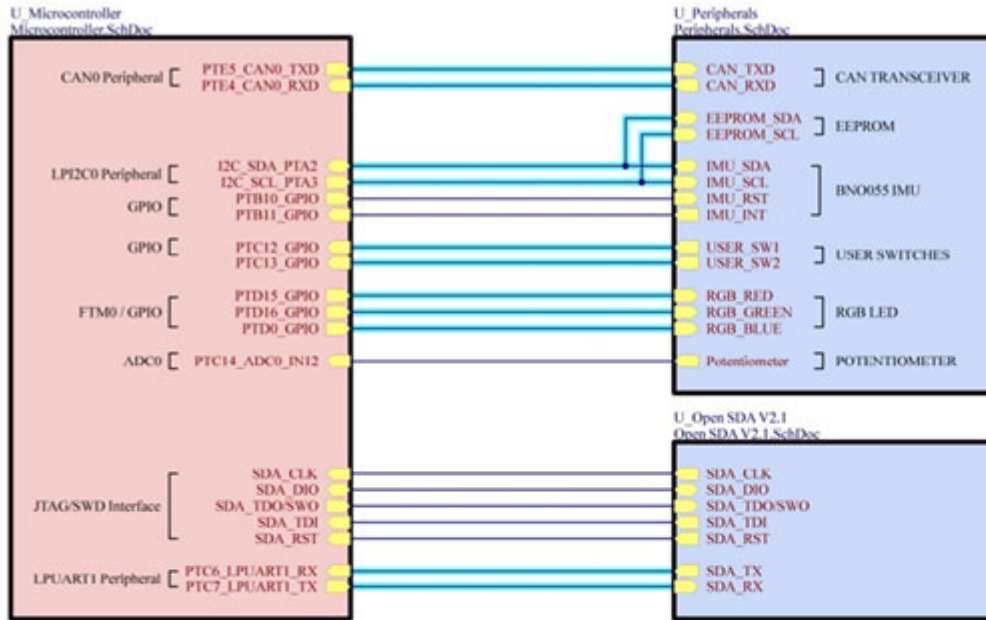 U_Microcontroller
Microcontroller.SchDoc
U_Peripherals
Peripherals.SchDoc
CAN0 Peripheral
PTE5_CAN0_TXD
PTE4_CAN0_RXD
CAN_TXD
CAN_RXD
CAN TRANSCEIVER
EEPROM_SDA
EEPROM_SCL
EEPROM
LPI2C0 Peripheral
I2C_SDA_PTA2
I2C_SCL_PTA3
GPIO
PTB10_GPIO
PTB11_GPIO
IMU_SDA
IMU_SCL
IMU_RST
IMU_INT
BNO055 IMU
GPIO
PTC12_GPIO
PTC13_GPIO
USER_SW1
USER_SW2
USER SWITCHES
FTM0 / GPIO
PTD15_GPIO
PTD16_GPIO
PTD0_GPIO
RGB_RED
RGB_GREEN
RGB_BLUE
RGB LED
ADC0
PTC14_ADC0_IN12
Potentiometer
POTENTIOMETER
U_Open SDA V2.1
Open SDA V2.1.SchDoc
JTAG/SWD Interface
SDA_CLK
SDA_DIO
SDA_TDO/SWO
SDA_TDI
SDA_RST
SDA_CLK
SDA_DIO
SDA_TDO/SWO
SDA_TDI
SDA_RST
LPUART1 Peripheral
PTC6_LPUART1_RX
PTC7_LPUART1_TX
SDA_TX
SDA_RX